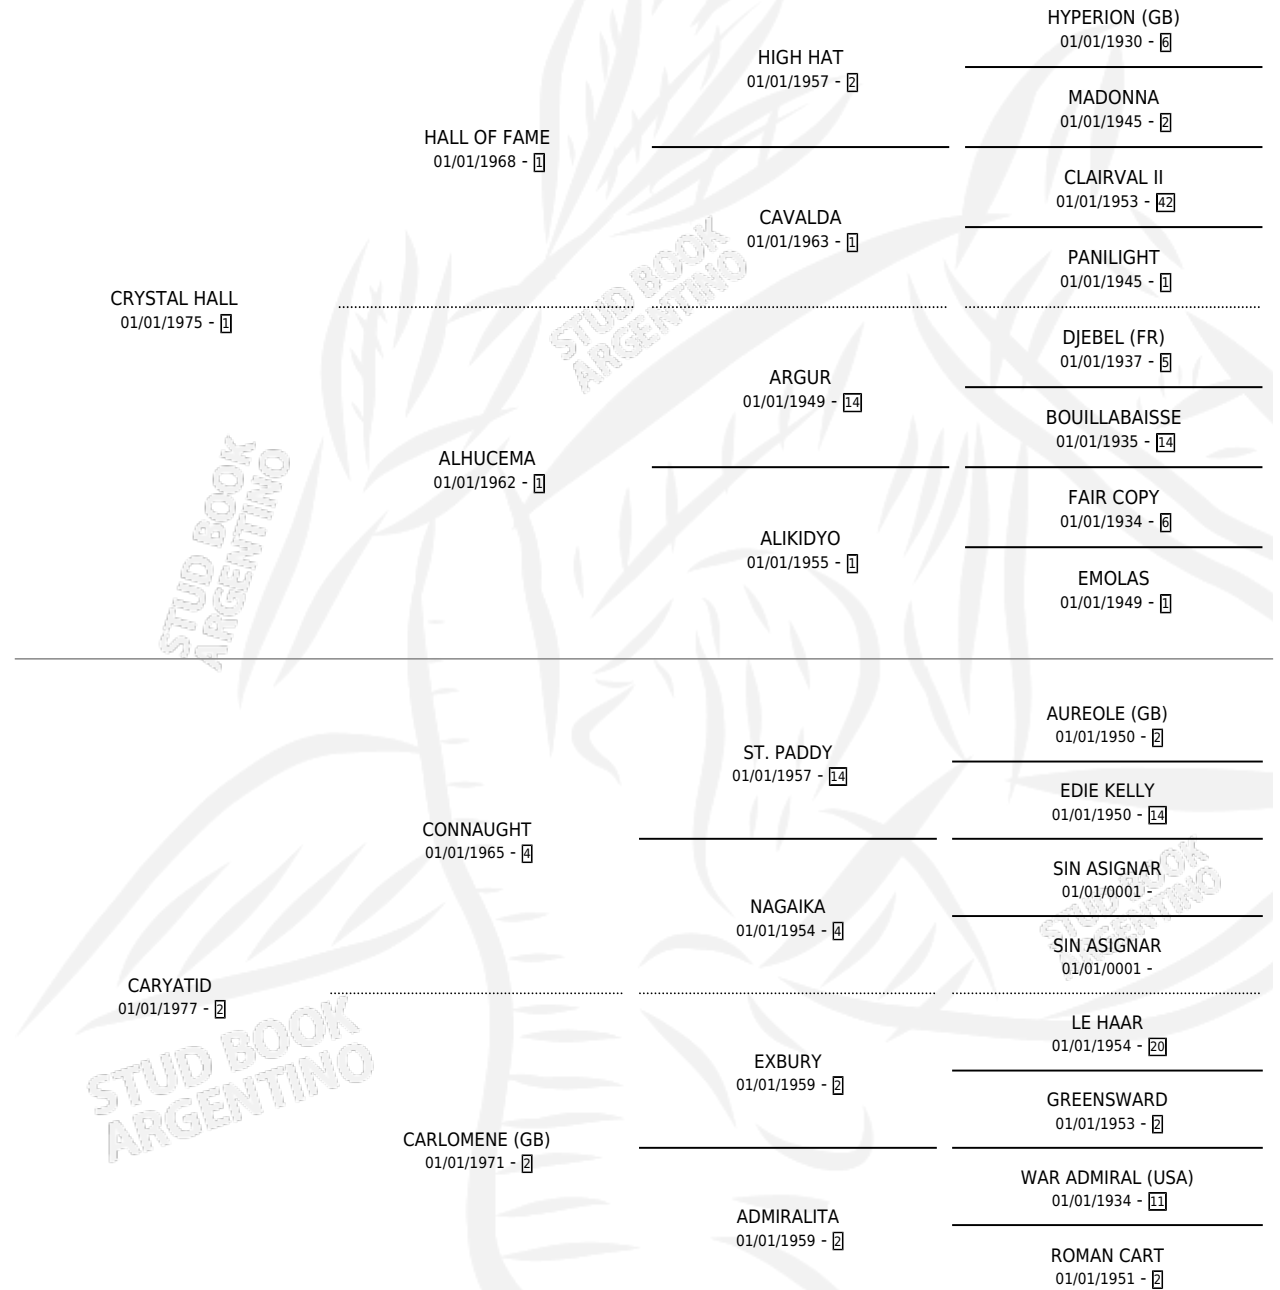 HYPERION (GB)
01/01/1930 - 6
HIGH HAT
01/01/1957 - 2
MADONNA
01/01/1945 - 2
HALL OF FAME
01/01/1968 - 1
CLAIRVAL II
01/01/1953 - 42
CAVALDA
01/01/1963 - 1
PANILIGHT
01/01/1945 - 1
CRYSTAL HALL
01/01/1975 - 1
DJEBEL (FR)
01/01/1937 - 5
ARGUR
01/01/1949 - 14
BOUILLABAISSE
01/01/1935 - 14
ALHUCEMA
01/01/1962 - 1
FAIR COPY
01/01/1934 - 6
ALIKIDYO
01/01/1955 - 1
EMOLAS
01/01/1949 - 1
STUD BOOK
ARGENTINO
STUD BOOK
ARGENTINO
AUREOLE (GB)
01/01/1950 - 2
ST. PADDY
01/01/1957 - 14
EDIE KELLY
01/01/1950 - 14
CONNAUGHT
01/01/1965 - 4
SIN ASIGNAR
01/01/0001 -
NAGAIKA
01/01/1954 - 4
SIN ASIGNAR
01/01/0001 -
CARYATID
01/01/1977 - 2
LE HAAR
01/01/1954 - 20
EXBURY
01/01/1959 - 2
GREENSWARD
01/01/1953 - 2
CARLOMENE (GB)
01/01/1971 - 2
WAR ADMIRAL (USA)
01/01/1934 - 11
ADMIRALITA
01/01/1959 - 2
ROMAN CART
01/01/1951 - 2
STUD BOOK
ARGENTINO
STUD BOOK
ARGENTINO